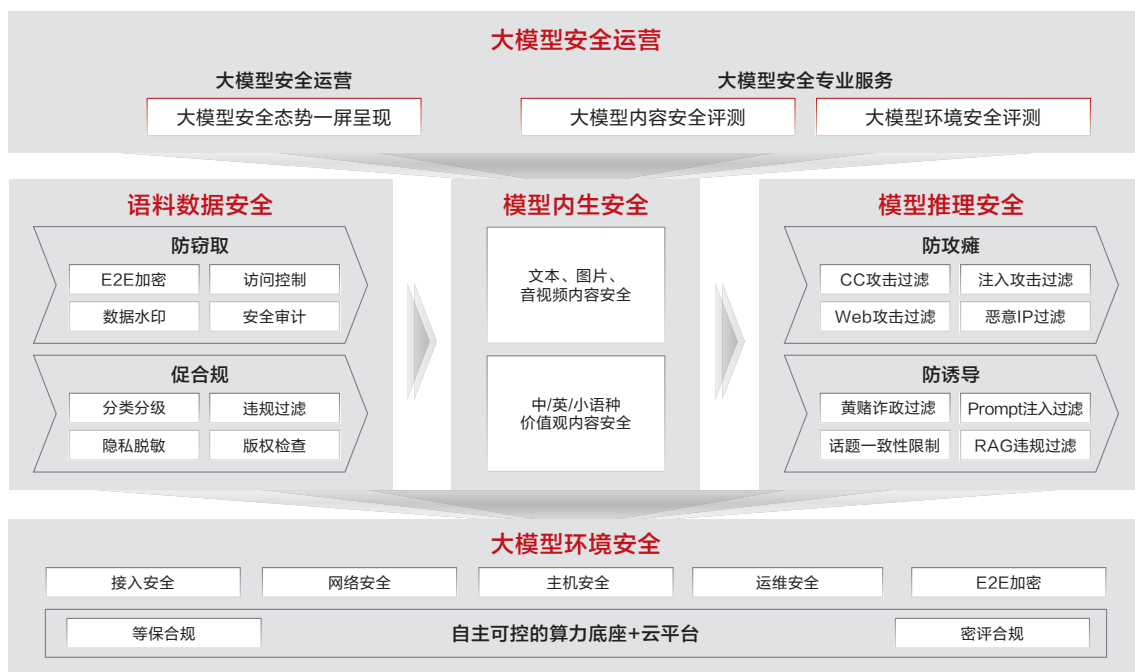 大模型安全运营
大模型安全运营
大模型安全专业服务
大模型安全态势一屏呈现
大模型内容安全评测
大模型环境安全评测
语料数据安全
防窃取
E2E加密
访问控制
数据水印
安全审计
促合规
分类分级
违规过滤
隐私脱敏
版权检查
模型内生安全
文本、图片、
音视频内容安全
中/英/小语种
价值观内容安全
模型推理安全
防攻瘫
CC攻击过滤
注入攻击过滤
Web攻击过滤
恶意IP过滤
防诱导
黄赌诈政过滤
Prompt注入过滤
话题一致性限制
RAG违规过滤
大模型环境安全
接入安全
网络安全
主机安全
运维安全
E2E加密
等保合规
自主可控的算力底座+云平台
密评合规